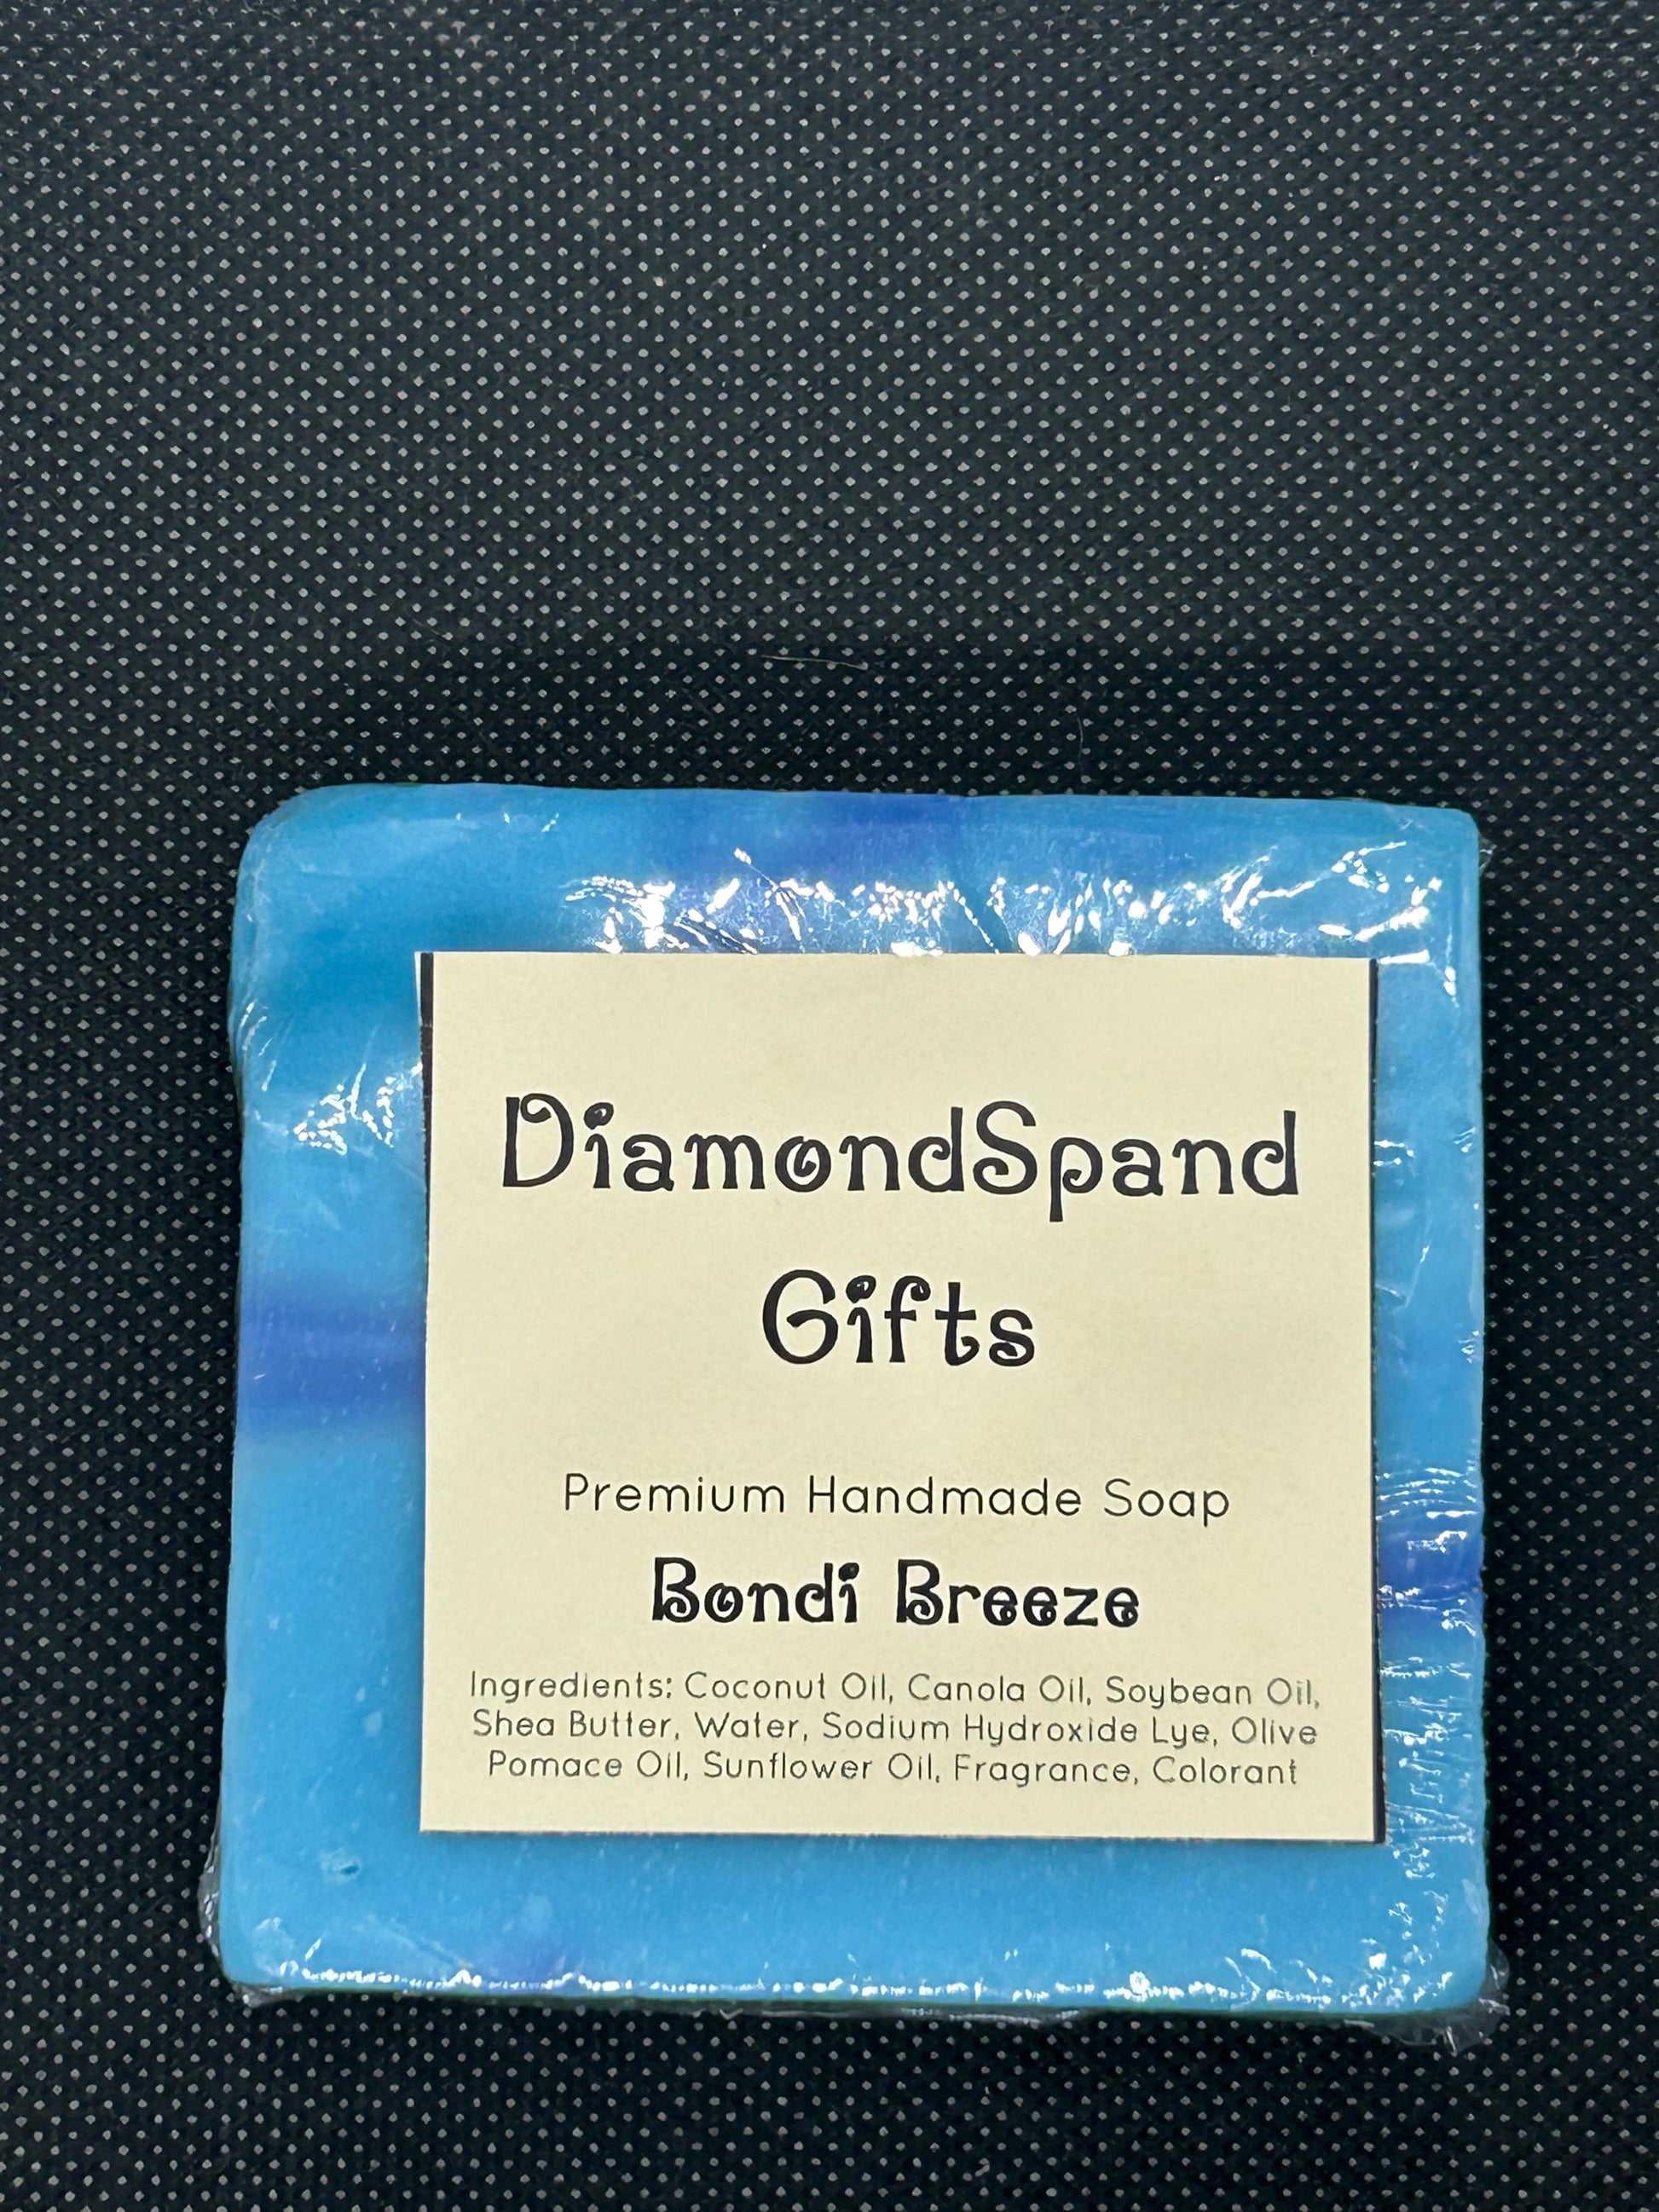 DiamondSpand
Gifts
Premium Handmade Soap
Bondi Breeze
Ingredients: Coconut Oil, Canola Oil, Soybean Oil,
Shea Butter, Water, Sodium Hydroxide Lye, Olive
Pomace Oil, Sunflower Oil, Fragrance, Colorant